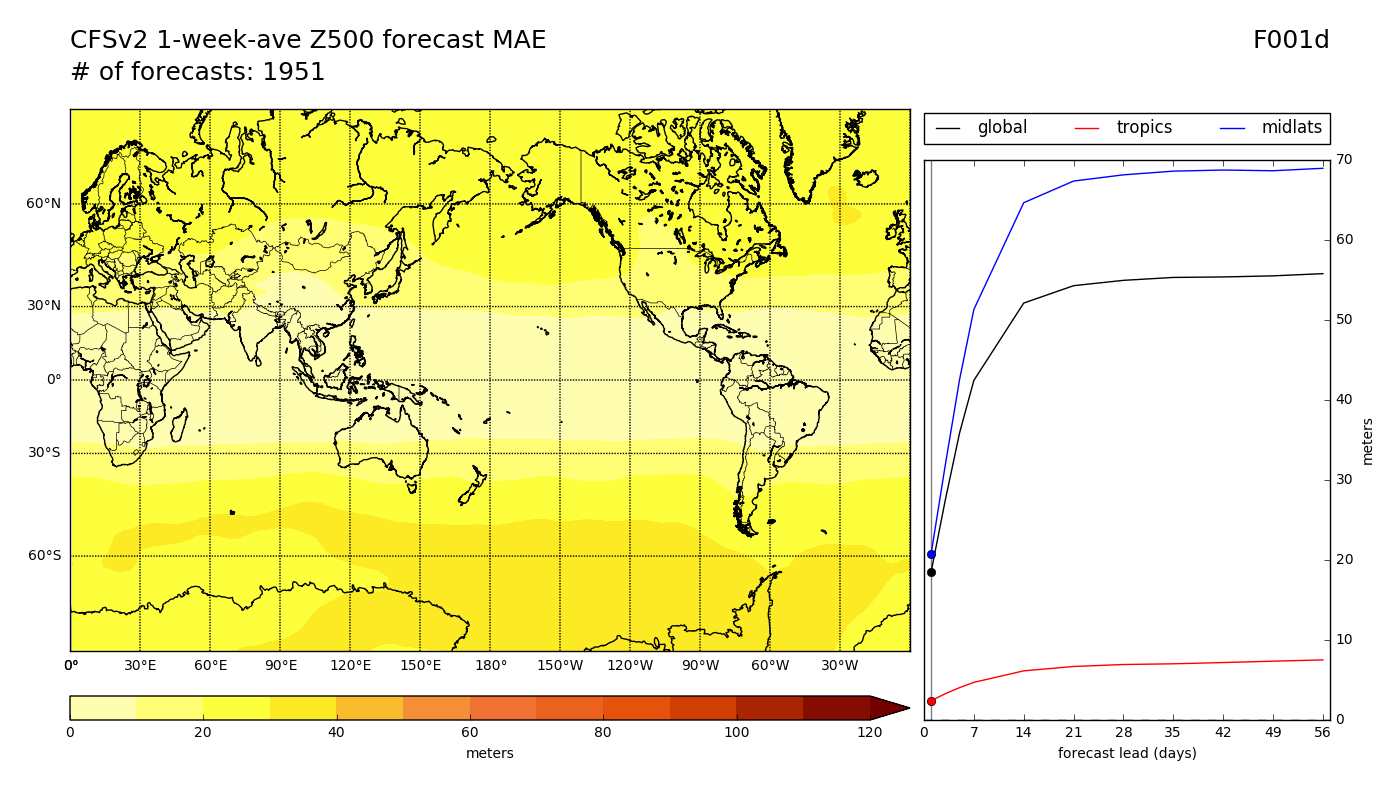 CFSv2 1-week-ave Z500 forecast MAE
# of forecasts: 1951
F001d
global tropics midlats
60°N
30°N
0°
30°S
60°S
0° 30°E 60°E 90°E 120°E 150°E 180° 150°W 120°W 90°W 60°W 30°W
0 20 40 60 80 100 120
meters
70
60
50
40
30
20
10
0
meters
0 7 14 21 28 35 42 49 56
forecast lead (days)